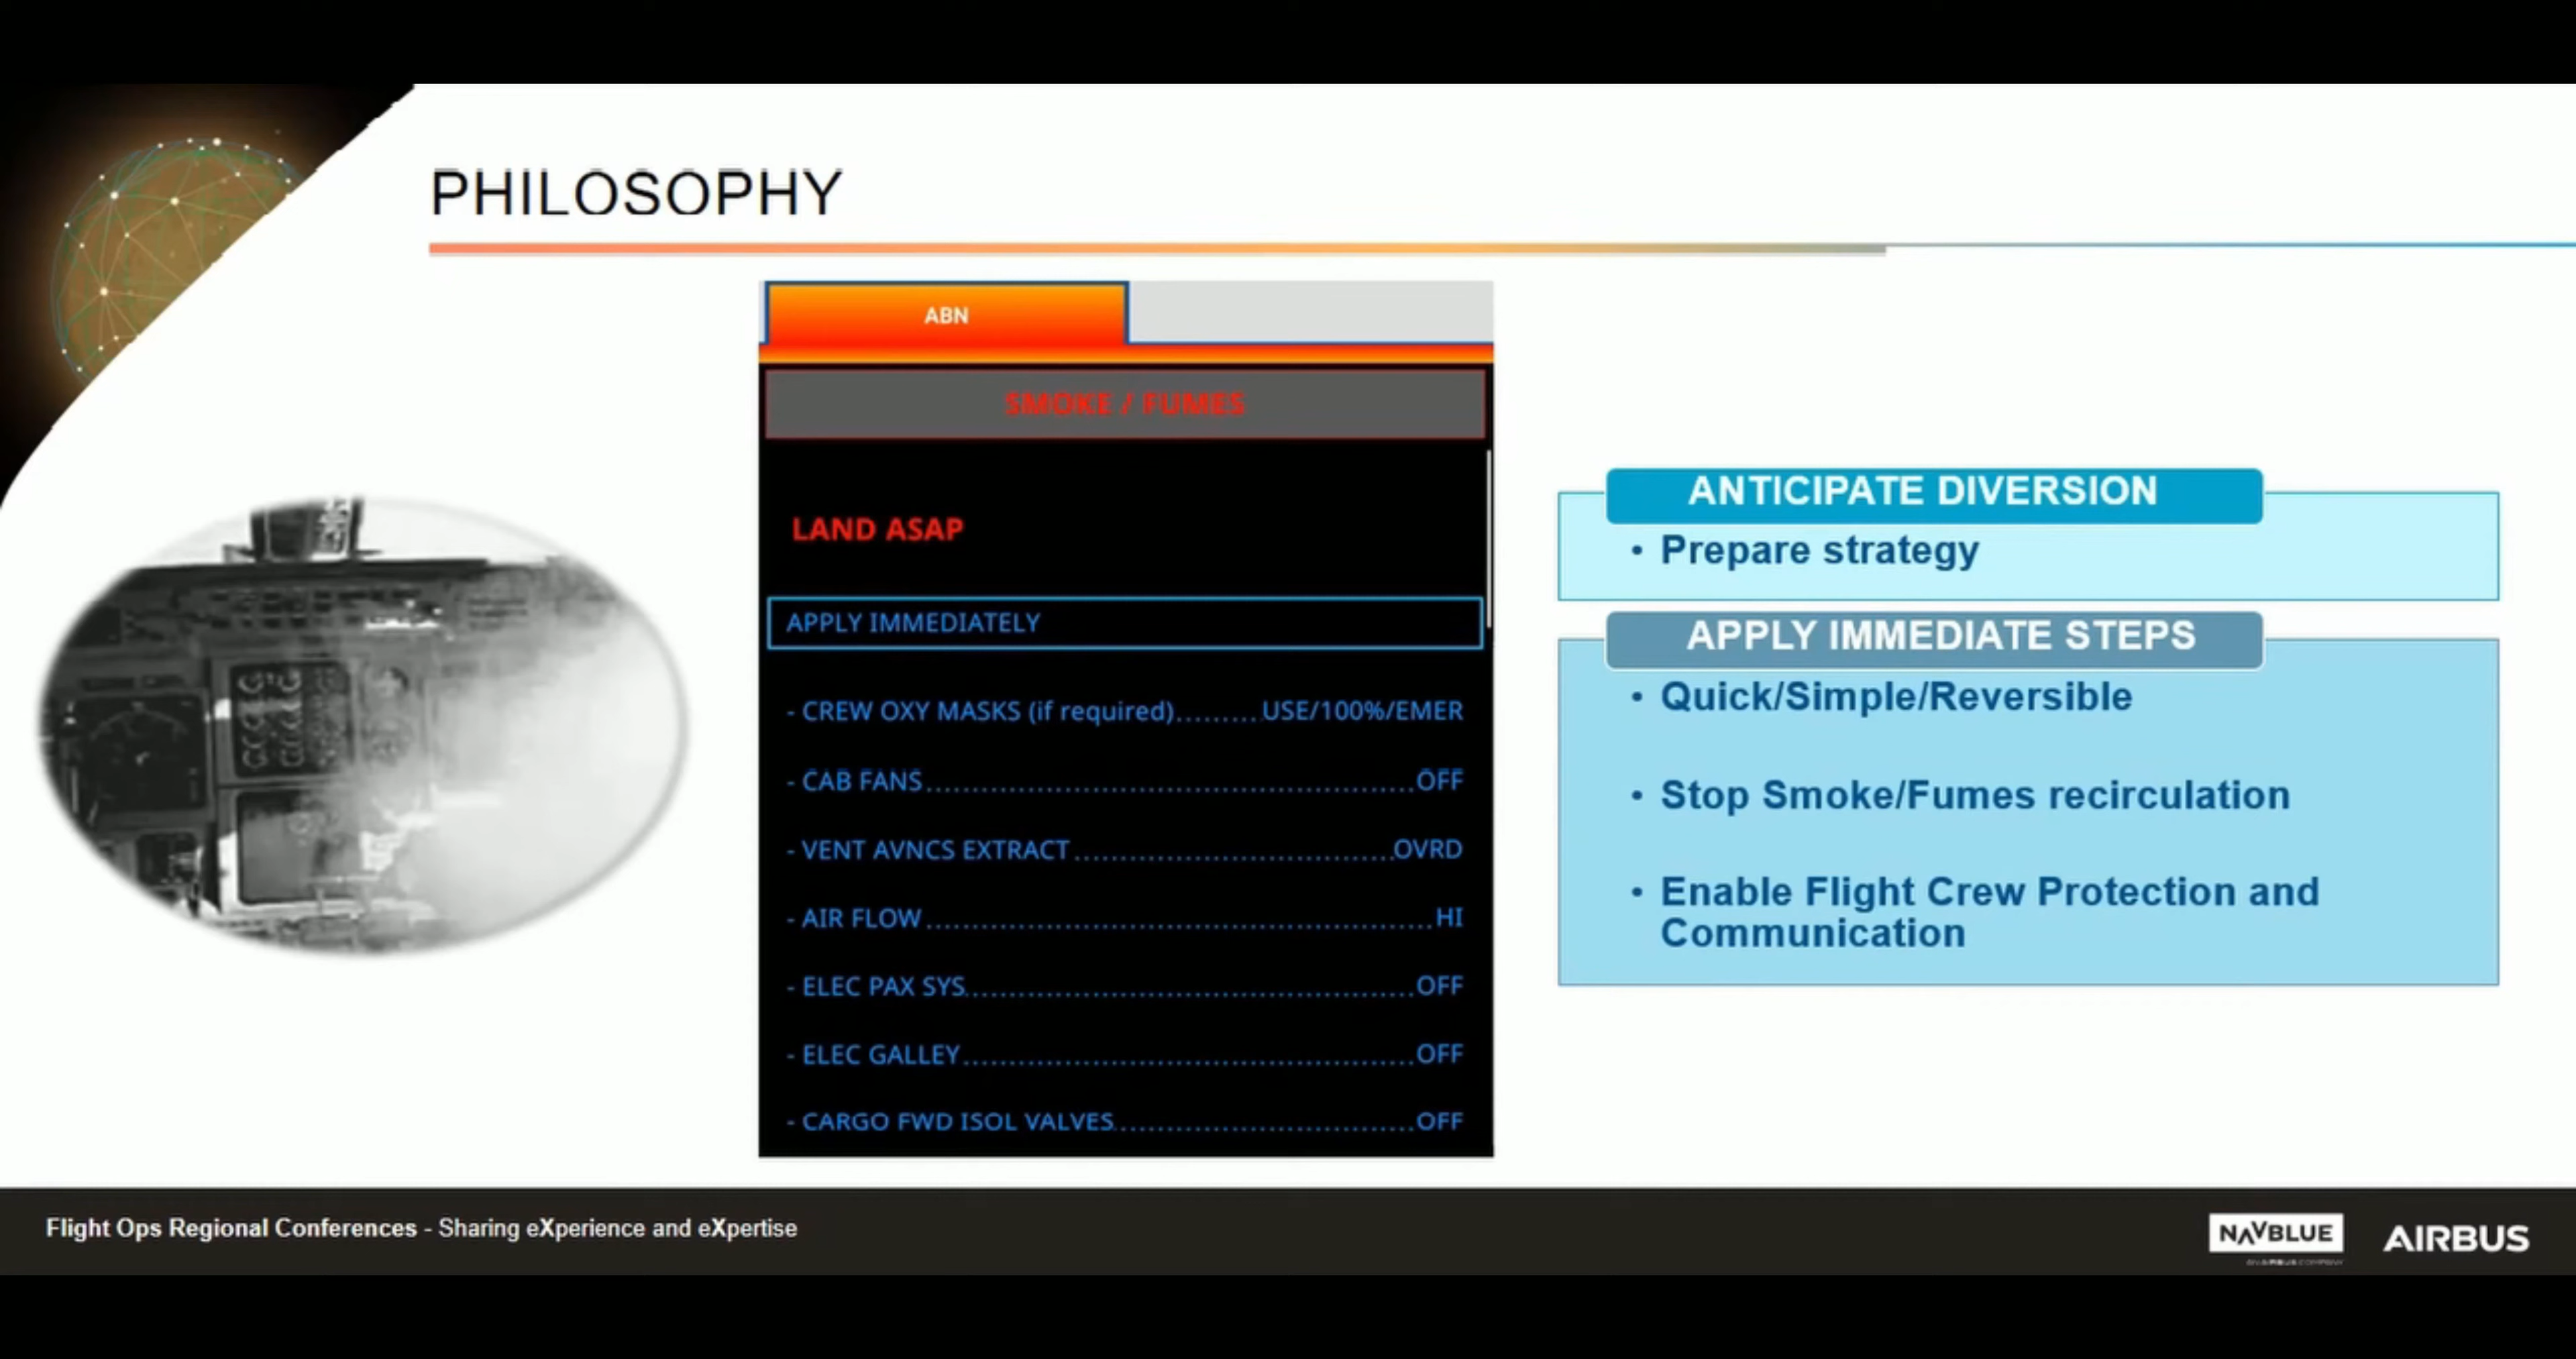 PHILOSOPHY
ABN
SMOKE / FUMES
LAND ASAP
APPLY IMMEDIATELY
- CREW OXY MASKS (if required).........USE/100%/EMER
- CAB FANS......................................OFF
- VENT AVNCS EXTRACT.........................OVRD
- AIR FLOW.......................................HI
- ELEC PAX SYS...................................OFF
- ELEC GALLEY...................................OFF
- CARGO FWD ISOL VALVES.......................OFF
ANTICIPATE DIVERSION
• Prepare strategy
APPLY IMMEDIATE STEPS
• Quick/Simple/Reversible
• Stop Smoke/Fumes recirculation
• Enable Flight Crew Protection and
Communication
Flight Ops Regional Conferences - Sharing eXperience and eXpertise
NAVBLUE
AIRBUS